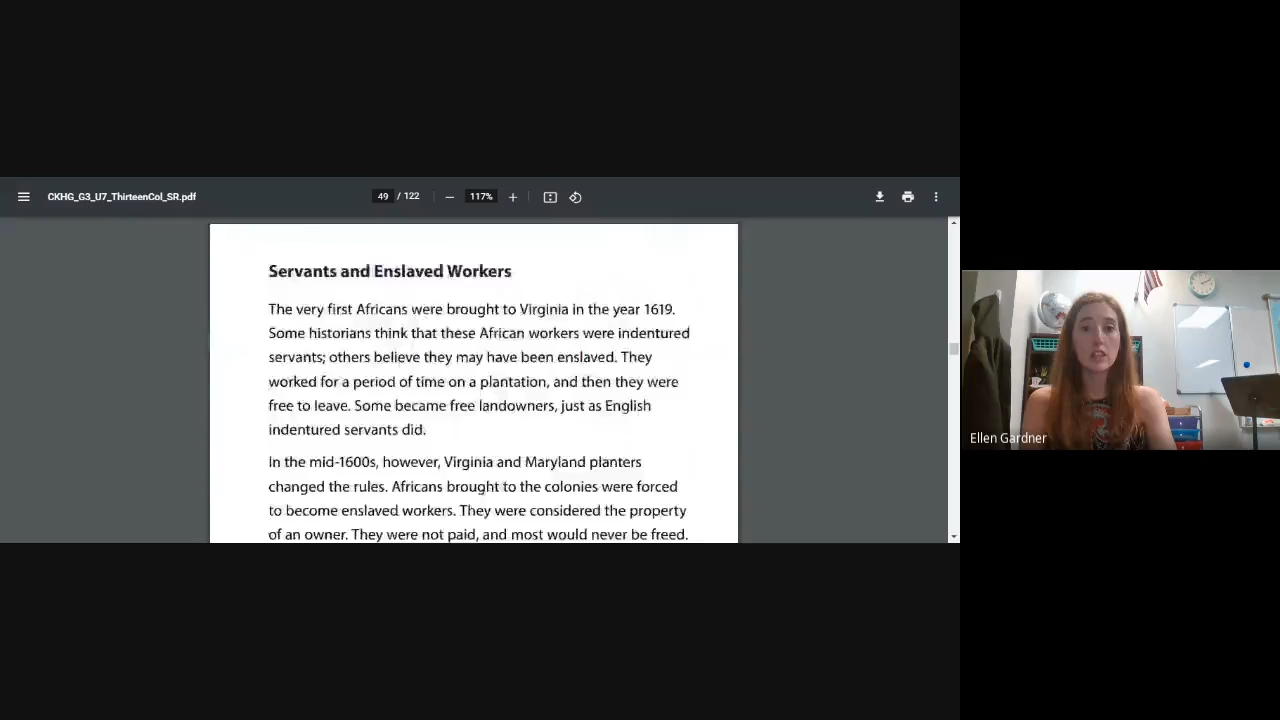 CKHG_G3_U7_ThirteenCol_SR.pdf
49 / 122
117%
Servants and Enslaved Workers
The very first Africans were brought to Virginia in the year 1619.
Some historians think that these African workers were indentured
servants; others believe they may have been enslaved. They
worked for a period of time on a plantation, and then they were
free to leave. Some became free landowners, just as English
indentured servants did.
In the mid-1600s, however, Virginia and Maryland planters
changed the rules. Africans brought to the colonies were forced
to become enslaved workers. They were considered the property
of an owner. They were not paid, and most would never be freed.
Ellen Gardner